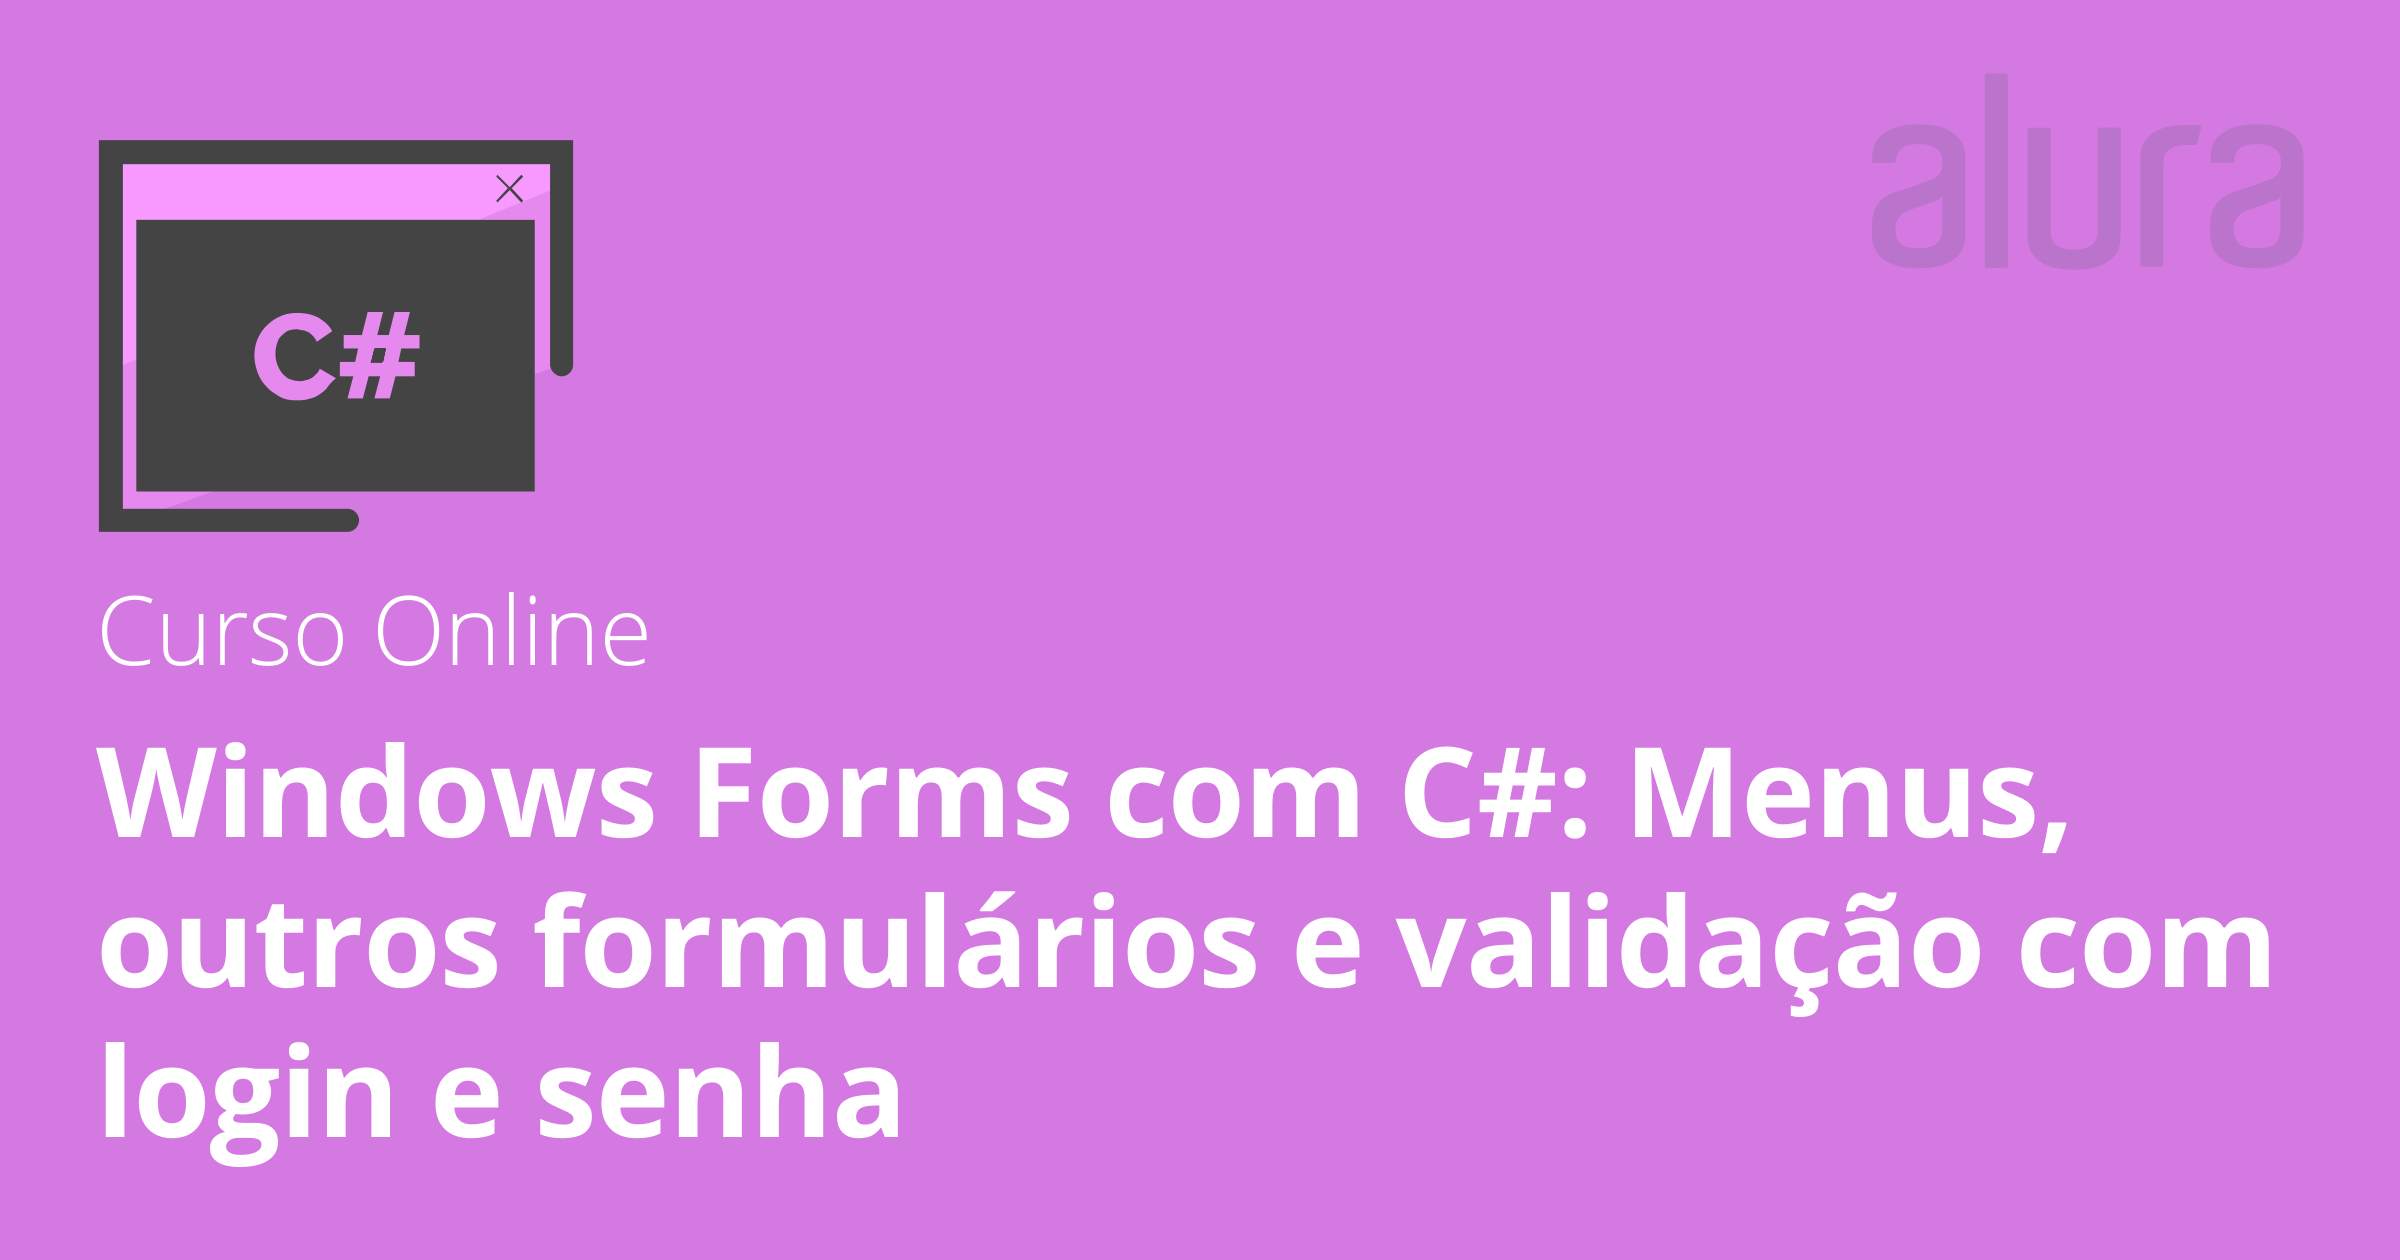 alura
C#
Curso Online
Windows Forms com C#: Menus,
outros formulários e validação com
login e senha